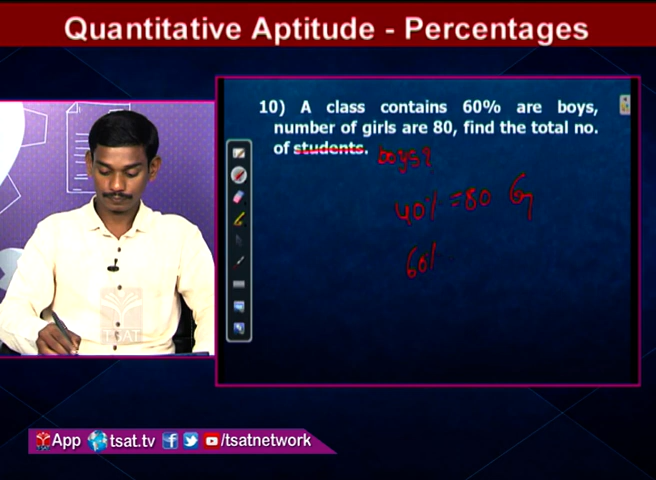 Quantitative Aptitude - Percentages
10) A class contains 60% are boys,
number of girls are 80, find the total no.
of students. boys?
40% = 80 G
60%
TSAT
App tsat.tv /tsatnetwork